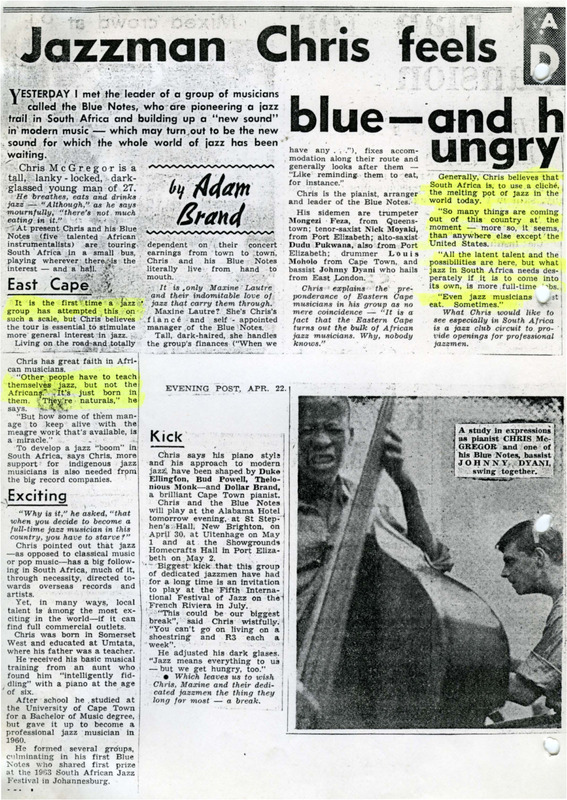 Jazzman Chris feels
blue—and h
ungry
A
D
YESTERDAY I met the leader of a group of musicians
called the Blue Notes, who are pioneering a jazz
trail in South Africa and building up a "new sound"
in modern music — which may turn out to be the new
sound for which the whole world of jazz has been
waiting.
Chris McGregor is a
tall, lanky-locked, dark-
glassed young man of 27.
He breathes, eats and drinks
jazz — "Although," as he says
mournfully, "there's not much
eating in it."
At present Chris and his Blue
Notes (five talented African
instrumentalists) are touring
South Africa in a small bus,
playing wherever there is
interest — and a hall.
East Cape
It is the first time a jazz
group has attempted this on
such a scale, but Chris believes
the tour is essential to stimulate
more general interest in jazz.
Living on the road and totally
by Adam
Brand
dependent on their concert
earnings from town to town,
Chris and his Blue Notes
literally live from hand to
mouth.
It is only Maxine Lautre
and their indomitable love of
jazz that carry them through.
Maxine Lautre? She's Chris's
fiancé and self-appointed
manager of the Blue Notes.
Tall, dark-haired, she handles
the group's finances ("When we
have any . . ."), fixes accom-
modation along their route and
generally looks after them —
"Like reminding them to eat,
for instance."
Chris is the pianist, arranger
and leader of the Blue Notes.
His sidemen are trumpeter
Mongezi Feza, from Queens-
town; tenor-saxist Nick Moyaki,
from Port Elizabeth; alto-saxist
Dudu Pukwana, also from Port
Elizabeth; drummer Louis
Moholo from Cape Town, and
bassist Johnny Dyani who hails
from East London.
Chris explains the pre-
ponderance of Eastern Cape
musicians in his group as no
mere coincidence — "It is a
fact that the Eastern Cape
turns out the bulk of African
jazz musicians. Why, nobody
knows."
Generally, Chris believes that
South Africa is, to use a cliché,
the melting pot of jazz in the
world today.
"So many things are coming
out of this country at the
moment — more so, it seems,
than anywhere else except the
United States.
"All the latent talent and the
possibilities are here, but what
jazz in South Africa needs des-
perately if it is to come into
its own, is more full-time
"Even jazz musicians
eat. Sometimes."
What Chris would like to
see especially in South Africa
is a jazz club circuit to pro-
vide openings for professional
jazzmen.
Chris has great faith in Afri-
can musicians.
"Other people have to teach
themselves jazz, but not the
Africans. It's just born in
them. They're naturals," he
says.
"But how some of them man-
age to keep alive with the
meagre work that's available, is
a miracle."
To develop a jazz "boom" in
South Africa, says Chris, more
support for indigenous jazz
musicians is also needed from
the big record companies.
Exciting
"Why is it," he asked, "that
when you decide to become a
full-time jazz musician in this
country, you have to starve?"
Chris pointed out that jazz
—as opposed to classical music
or pop music—has a big follow-
ing in South Africa, much of it,
through necessity, directed to-
wards overseas records and
artists.
Yet, in many ways, local
talent is among the most ex-
citing in the world—if it can
find full commercial outlets.
Chris was born in Somerset
West and educated at Umtata,
where his father was a teacher.
He received his basic musical
training from an aunt who
found him "intelligently fid-
dling" with a piano at the age
of six.
After school he studied at
the University of Cape Town
for a Bachelor of Music degree,
but gave it up to become a
professional jazz musician in
1960.
He formed several groups,
culminating in his first Blue
Notes who shared first prize
at the 1963 South African Jazz
Festival in Johannesburg.
EVENING POST, APR. 22.
Kick
Chris says his piano style
and his approach to modern
jazz have been shaped by Duke
Ellington, Bud Powell, Thelo-
nious Monk—and Dollar Brand,
a brilliant Cape Town pianist.
Chris and the Blue Notes
will play at the Alabama Hotel
tomorrow evening, at St Step-
hen's Hall, New Brighton, on
April 30, at Uitenhage on May
1 and at the Showgrounds
Homecrafts Hall in Port Eliza-
beth on May 2.
Biggest kick that this group
of dedicated jazzmen have had
for a long time is an invitation
to play at the Fifth Interna-
tional Festival of Jazz on the
French Riviera in July.
"This could be our biggest
break", said Chris wistfully.
"You can't go on living on a
shoestring and R3 each a
week".
He adjusted his dark glasses.
"Jazz means everything to us
— but we get hungry, too."
● Which leaves us to wish
Chris, Maxine and their dedi-
cated jazzmen the thing they
long for most — a break.
A study in expressions
as pianist CHRIS Mc-
GREGOR and one of
his Blue Notes, bassist
JOHNNY DYANI,
swing together.